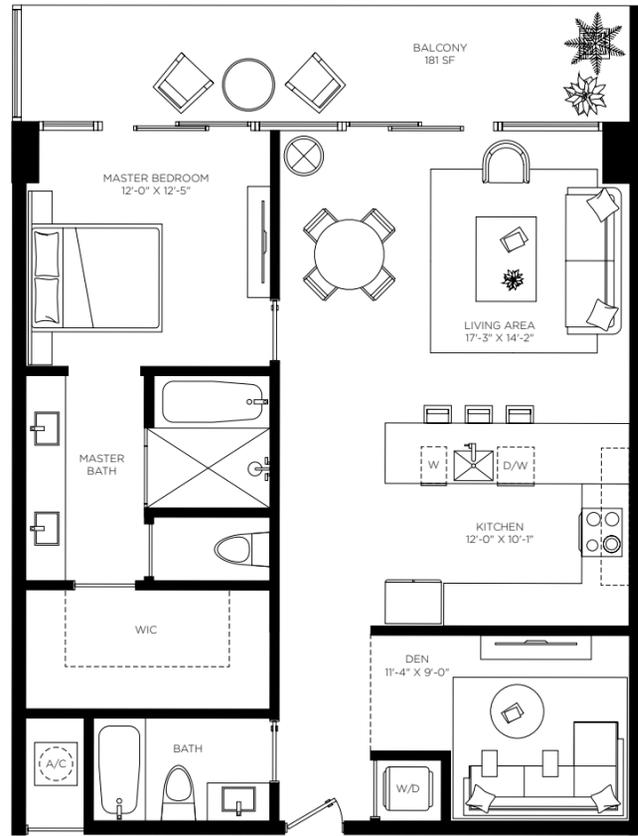 BALCONY
181 SF
MASTER BEDROOM
12'-0" X 12'-5"
LIVING AREA
17'-3" X 14'-2"
MASTER
BATH
W
D/W
KITCHEN
12'-0" X 10'-1"
WIC
DEN
11'-4" X 9'-0"
BATH
A/C
W/D